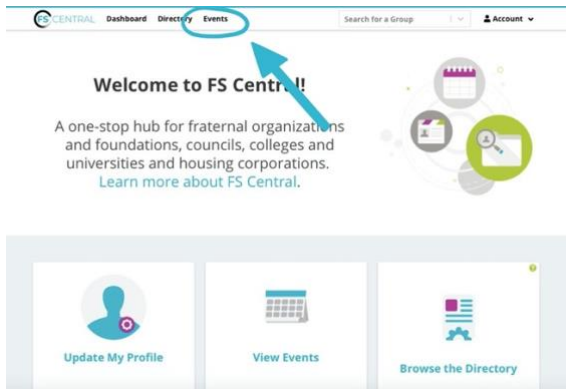 FS CENTRAL Dashboard Directory Events Search for a Group Account
Welcome to FS Central!
A one-stop hub for fraternal organizations
and foundations, councils, colleges and
universities and housing corporations.
Learn more about FS Central.
Update My Profile
View Events
Browse the Directory